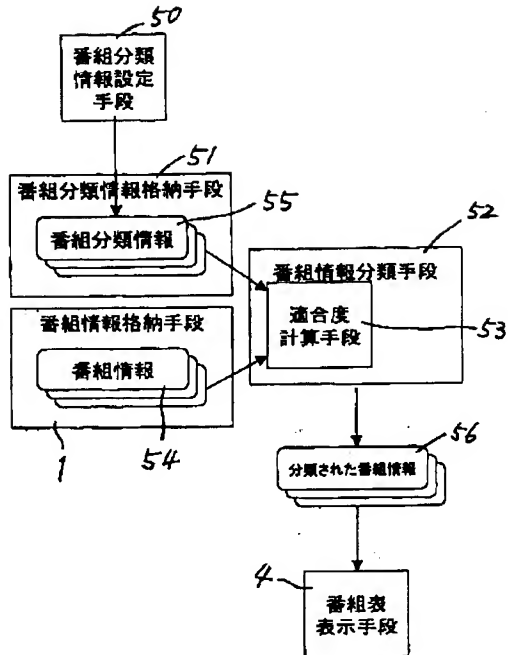 50
番組分類
情報設定
手段
51
番組分類情報格納手段
55
番組分類情報
52
番組情報分類手段
適合度
計算手段
53
番組情報格納手段
番組情報
1
54
56
分類された番組情報
4
番組表
表示手段